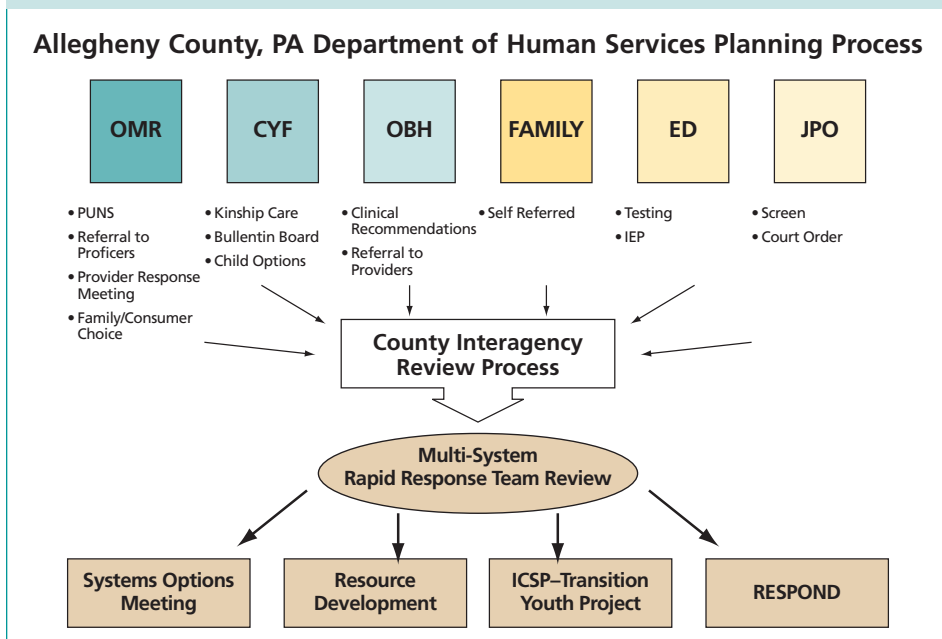 Allegheny County, PA Department of Human Services Planning Process
OMR
CYF
OBH
FAMILY
ED
JPO
• PUNS
• Referral to
Proficers
• Provider Response
Meeting
• Family/Consumer
Choice
• Kinship Care
• Bullentin Board
• Child Options
• Clinical
Recommendations
• Referral to
Providers
• Self Referred
• Testing
• IEP
• Screen
• Court Order
County Interagency
Review Process
Multi-System
Rapid Response Team Review
Systems Options
Meeting
Resource
Development
ICSP–Transition
Youth Project
RESPOND